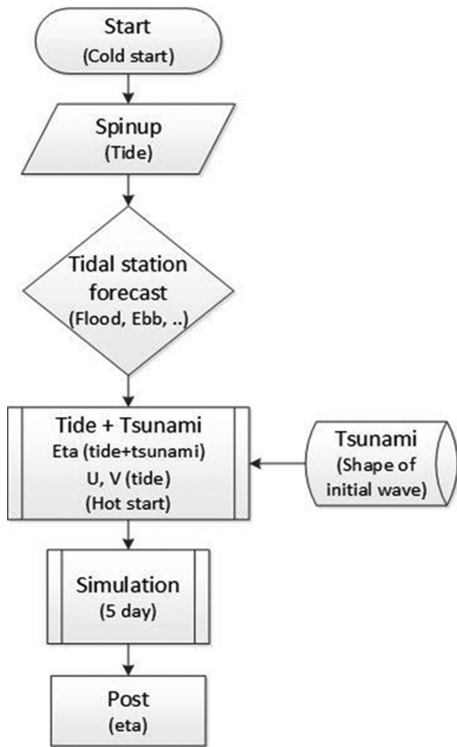 Start
(Cold start)
Spinup
(Tide)
Tidal station
forecast
(Flood, Ebb, ..)
Tide + Tsunami
Eta (tide+tsunami)
U, V (tide)
(Hot start)
Tsunami
(Shape of
initial wave)
Simulation
(5 day)
Post
(eta)